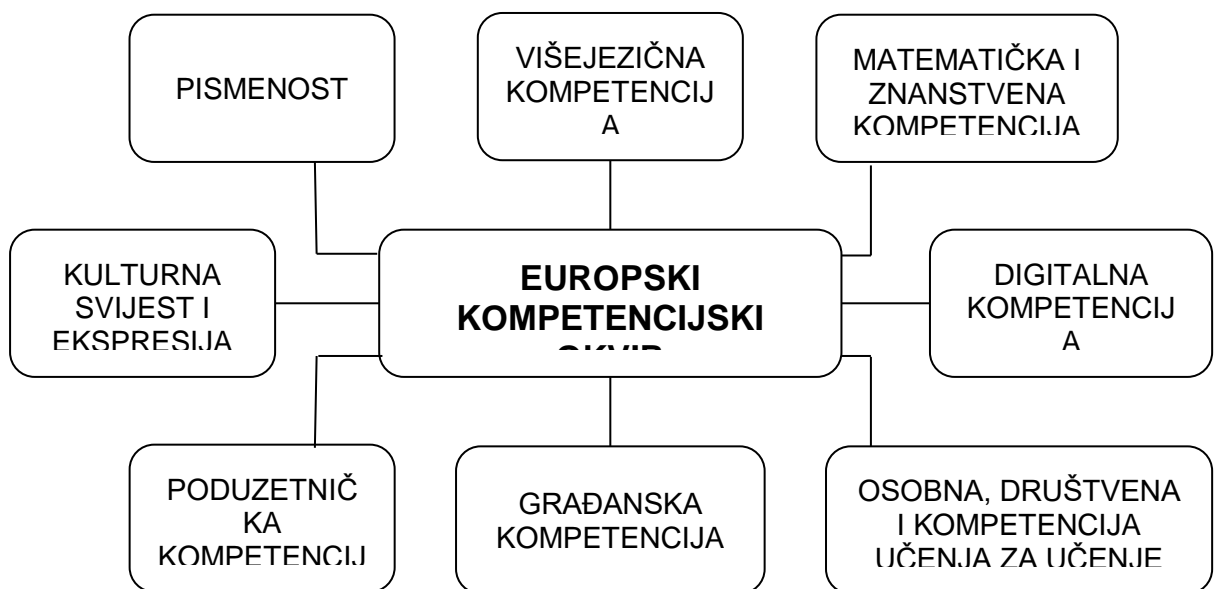 PISMENOST
VIŠEJEZIČNA
KOMPETENCIJ
A
MATEMATIČKA I
ZNANSTVENA
KOMPETENCIJA
KULTURNA
SVIJEST I
EKSPRESIJA
EUROPSKI
KOMPETENCIJSKI
OKVIR
DIGITALNA
KOMPETENCIJ
A
PODUZETNIČ
KA
KOMPETENCIJ
GRAĐANSKA
KOMPETENCIJA
OSOBNA, DRUŠTVENA
I KOMPETENCIJA
UČENJA ZA UČENJE